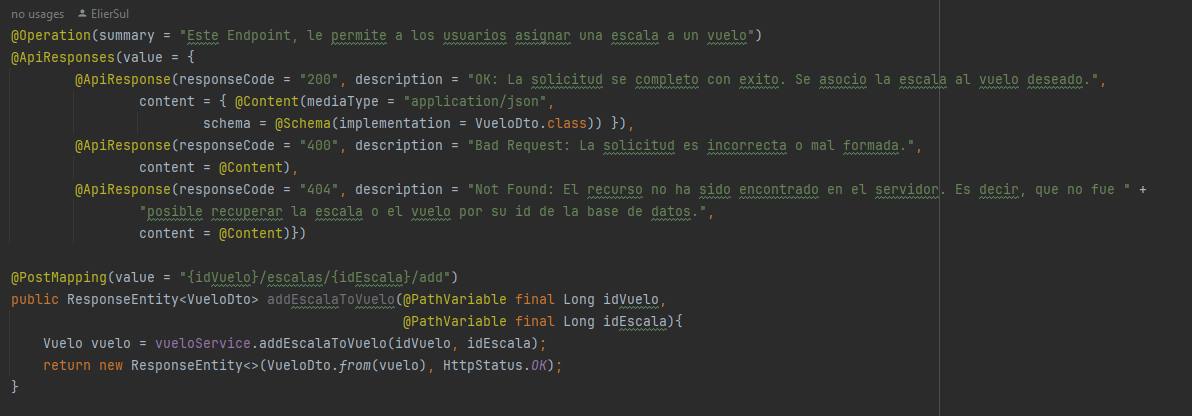 no usages ElierSul
@Operation(summary = "Este Endpoint, le permite a los usuarios asignar una escala a un vuelo")
@ApiResponses(value = {
@ApiResponse(responseCode = "200", description = "OK: La solicitud se completo con exito. Se asocio la escala al vuelo deseado.",
content = { @Content(mediaType = "application/json",
schema = @Schema(implementation = VueloDto.class)) }),
@ApiResponse(responseCode = "400", description = "Bad Request: La solicitud es incorrecta o mal formada.",
content = @Content),
@ApiResponse(responseCode = "404", description = "Not Found: El recurso no ha sido encontrado en el servidor. Es decir, que no fue " +
"posible recuperar la escala o el vuelo por su id de la base de datos.",
content = @Content)})
@PostMapping(value = "{idVuelo}/escalas/{idEscala}/add")
public ResponseEntity<VueloDto> addEscalaToVuelo(@PathVariable final Long idVuelo,
@PathVariable final Long idEscala){
Vuelo vuelo = vueloService.addEscalaToVuelo(idVuelo, idEscala);
return new ResponseEntity<>(VueloDto.from(vuelo), HttpStatus.OK);
}